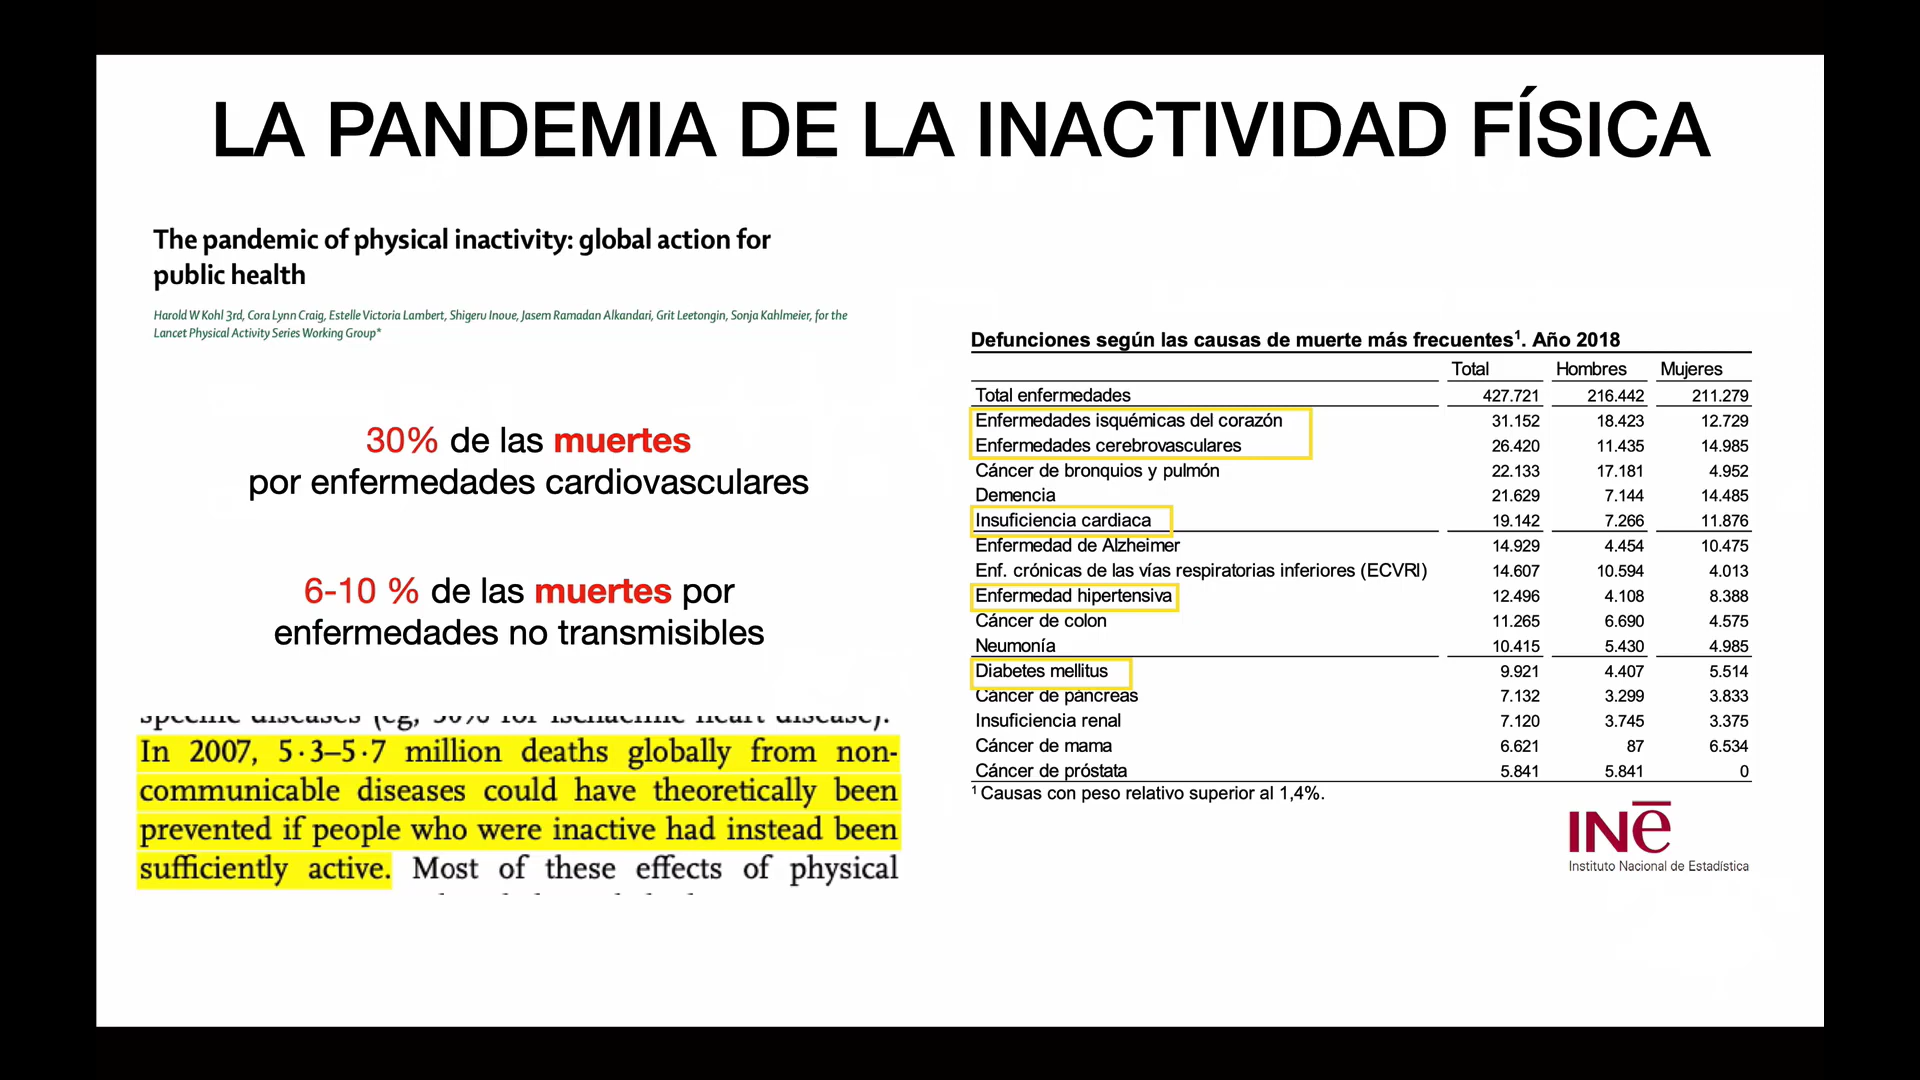 LA PANDEMIA DE LA INACTIVIDAD FÍSICA
The pandemic of physical inactivity: global action for
public health
Harold W Kohl 3rd, Cora Lynn Craig, Estelle Victoria Lambert, Shigeru Inoue, Jasem Ramadan Alkandari, Grit Leetongin, Sonja Kahlmeier, for the
Lancet Physical Activity Series Working Group*
30% de las muertes
por enfermedades cardiovasculares
6-10 % de las muertes por
enfermedades no transmisibles
specific diseases (eg, 30% for ischaemic heart disease).
In 2007, 5·3–5·7 million deaths globally from non-
communicable diseases could have theoretically been
prevented if people who were inactive had instead been
sufficiently active. Most of these effects of physical
Defunciones según las causas de muerte más frecuentes¹. Año 2018
Total Hombres Mujeres
Total enfermedades 427.721 216.442 211.279
Enfermedades isquémicas del corazón 31.152 18.423 12.729
Enfermedades cerebrovasculares 26.420 11.435 14.985
Cáncer de bronquios y pulmón 22.133 17.181 4.952
Demencia 21.629 7.144 14.485
Insuficiencia cardiaca 19.142 7.266 11.876
Enfermedad de Alzheimer 14.929 4.454 10.475
Enf. crónicas de las vías respiratorias inferiores (ECVRI) 14.607 10.594 4.013
Enfermedad hipertensiva 12.496 4.108 8.388
Cáncer de colon 11.265 6.690 4.575
Neumonía 10.415 5.430 4.985
Diabetes mellitus 9.921 4.407 5.514
Cáncer de páncreas 7.132 3.299 3.833
Insuficiencia renal 7.120 3.745 3.375
Cáncer de mama 6.621 87 6.534
Cáncer de próstata 5.841 5.841 0
¹ Causas con peso relativo superior al 1,4%.
INe
Instituto Nacional de Estadística